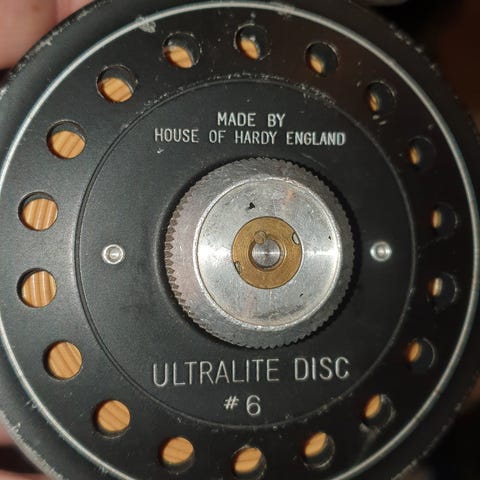 MADE BY
HOUSE OF HARDY ENGLAND
ULTRALITE DISC
#6